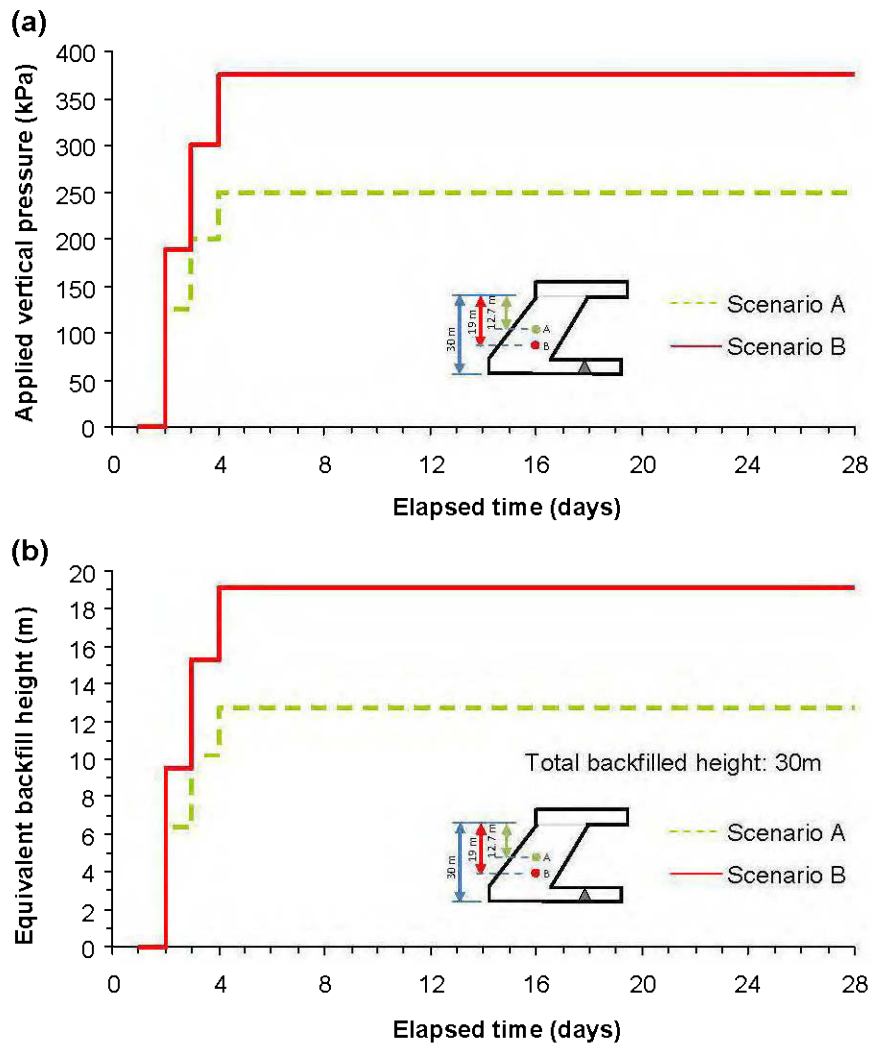 (a)
Applied vertical pressure (kPa)
400
350
300
250
200
150
100
50
0
0 4 8 12 16 20 24 28
Elapsed time (days)
30 m
19 m
12.7 m
A
B
Scenario A
Scenario B
(b)
Equivalent backfill height (m)
20
18
16
14
12
10
8
6
4
2
0
0 4 8 12 16 20 24 28
Elapsed time (days)
Total backfilled height: 30m
30 m
19 m
12.7 m
A
B
Scenario A
Scenario B